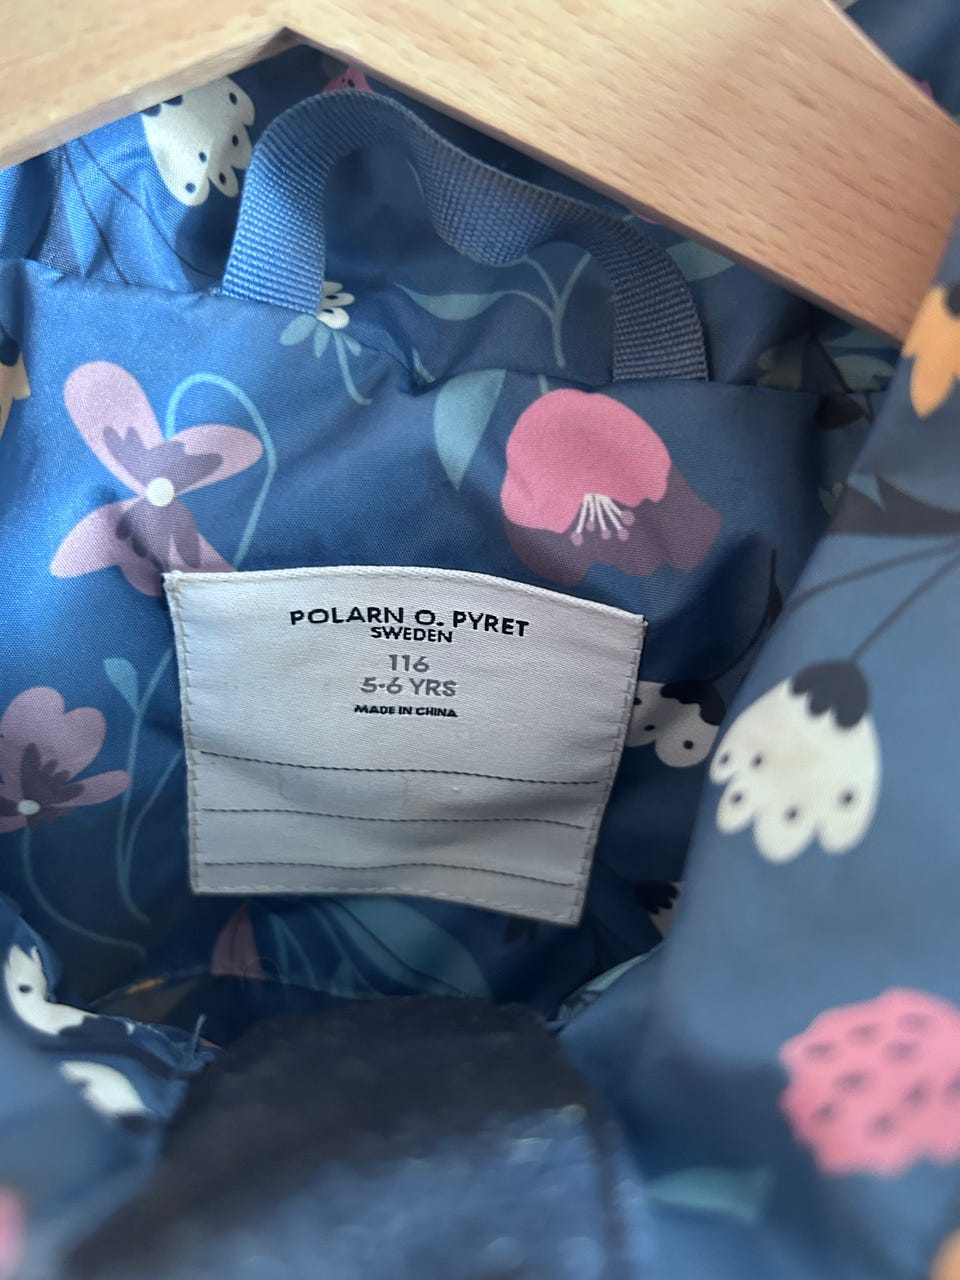 POLARN O. PYRET
SWEDEN
116
5-6 YRS
MADE IN CHINA